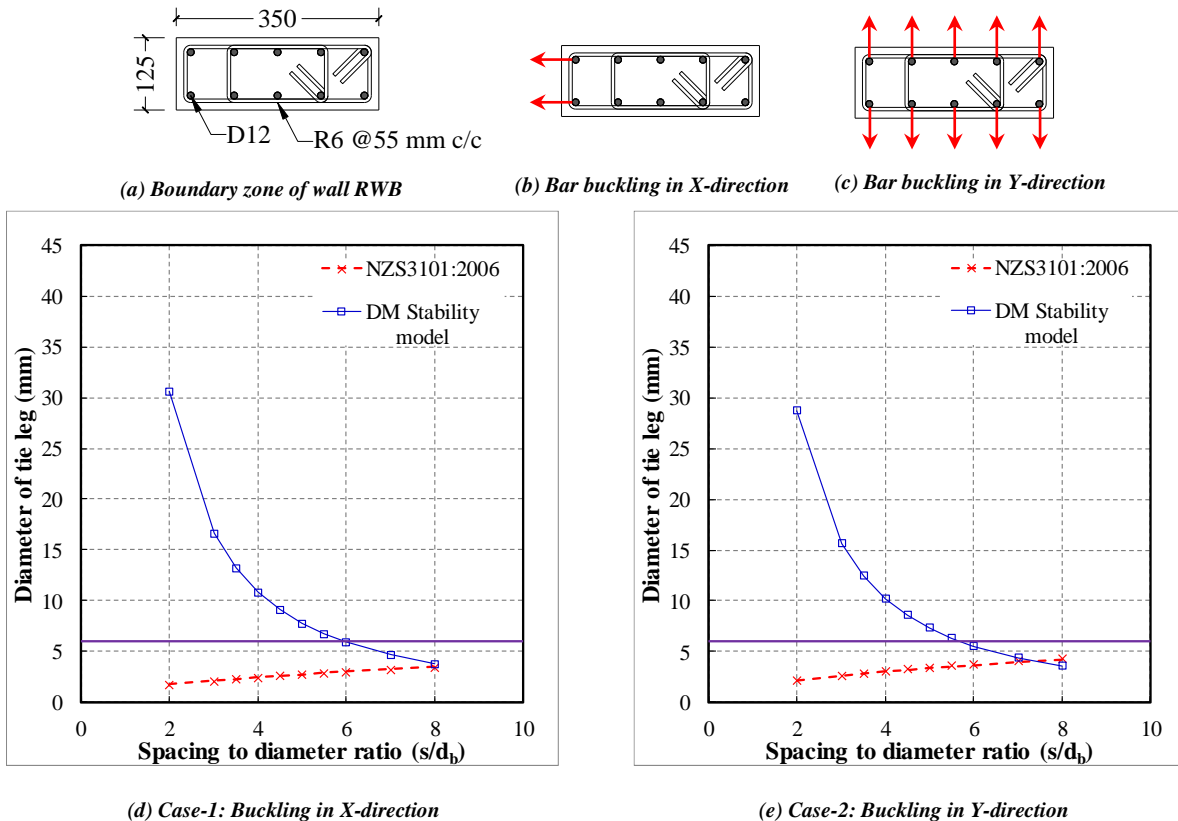 350
125
D12
R6 @55 mm c/c
(a) Boundary zone of wall RWB
(b) Bar buckling in X-direction
(c) Bar buckling in Y-direction
45
40
35
30
25
20
15
10
5
0
0
2
4
6
8
10
Diameter of tie leg (mm)
Spacing to diameter ratio (s/d_b)
NZS3101:2006
DM Stability
model
(d) Case-1: Buckling in X-direction
45
40
35
30
25
20
15
10
5
0
0
2
4
6
8
10
Diameter of tie leg (mm)
Spacing to diameter ratio (s/d_b)
NZS3101:2006
DM Stability
model
(e) Case-2: Buckling in Y-direction